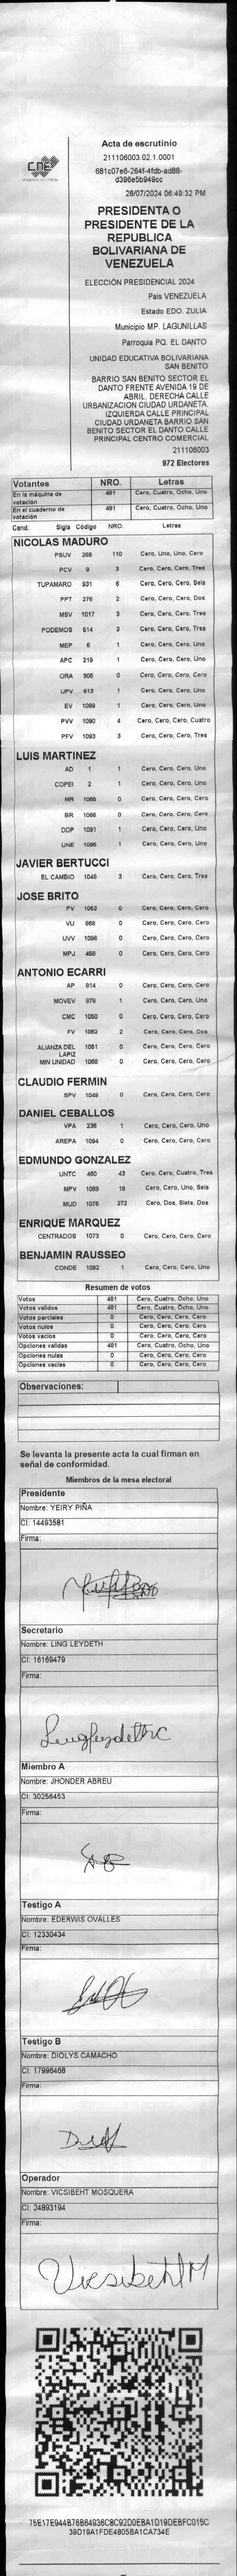 CNE
Acta de escrutinio
211106003.02.1.0001
681c07e6-264f-4fdb-ad88-
d396e5b949cc
28/07/2024 06:49:32 PM
PRESIDENTA O
PRESIDENTE DE LA
REPUBLICA
BOLIVARIANA DE
VENEZUELA
ELECCIÓN PRESIDENCIAL 2024
Pais VENEZUELA
Estado EDO. ZULIA
Municipio MP. LAGUNILLAS
Parroquia PQ. EL DANTO
UNIDAD EDUCATIVA BOLIVARIANA
SAN BENITO
BARRIO SAN BENITO SECTOR EL
DANTO FRENTE AVENIDA 19 DE
ABRIL. DERECHA CALLE
URBANIZACION CIUDAD URDANETA.
IZQUIERDA CALLE PRINCIPAL
CIUDAD URDANETA BARRIO SAN
BENITO SECTOR EL DANTO CALLE
PRINCIPAL CENTRO COMERCIAL
211106003
972 Electores
Votantes NRO. Letras
En la máquina de votación 481 Cero, Cuatro, Ocho, Uno
En el cuaderno de votación 481 Cero, Cuatro, Ocho, Uno
Cand. Sigla Código NRO. Letras
NICOLAS MADURO
PSUV 269 110 Cero, Uno, Uno, Cero
PCV 9 3 Cero, Cero, Cero, Tres
TUPAMARO 931 6 Cero, Cero, Cero, Seis
PPT 276 2 Cero, Cero, Cero, Dos
MSV 1017 3 Cero, Cero, Cero, Tres
PODEMOS 514 3 Cero, Cero, Cero, Tres
MEP 6 1 Cero, Cero, Cero, Uno
APC 219 1 Cero, Cero, Cero, Uno
ORA 906 0 Cero, Cero, Cero, Cero
UPV 613 1 Cero, Cero, Cero, Uno
EV 1089 1 Cero, Cero, Cero, Uno
PVV 1090 4 Cero, Cero, Cero, Cuatro
PFV 1093 3 Cero, Cero, Cero, Tres
LUIS MARTINEZ
AD 1 1 Cero, Cero, Cero, Uno
COPEI 2 1 Cero, Cero, Cero, Uno
MR 1065 0 Cero, Cero, Cero, Cero
BR 1066 0 Cero, Cero, Cero, Cero
DDP 1091 1 Cero, Cero, Cero, Uno
UNE 1095 1 Cero, Cero, Cero, Uno
JAVIER BERTUCCI
EL CAMBIO 1048 3 Cero, Cero, Cero, Tres
JOSE BRITO
PV 1053 0 Cero, Cero, Cero, Cero
VU 968 0 Cero, Cero, Cero, Cero
UVV 1096 0 Cero, Cero, Cero, Cero
MPJ 458 0 Cero, Cero, Cero, Cero
ANTONIO ECARRI
AP 914 0 Cero, Cero, Cero, Cero
MOVEV 978 1 Cero, Cero, Cero, Uno
CMC 1050 0 Cero, Cero, Cero, Cero
FV 1062 2 Cero, Cero, Cero, Dos
ALIANZA DEL LAPIZ 1051 0 Cero, Cero, Cero, Cero
MIN UNIDAD 1068 0 Cero, Cero, Cero, Cero
CLAUDIO FERMIN
SPV 1049 0 Cero, Cero, Cero, Cero
DANIEL CEBALLOS
VPA 236 1 Cero, Cero, Cero, Uno
AREPA 1094 0 Cero, Cero, Cero, Cero
EDMUNDO GONZALEZ
UNTC 460 43 Cero, Cero, Cuatro, Tres
MPV 1069 16 Cero, Cero, Uno, Seis
MUD 1075 272 Cero, Dos, Siete, Dos
ENRIQUE MARQUEZ
CENTRADOS 1073 0 Cero, Cero, Cero, Cero
BENJAMIN RAUSSEO
CONDE 1092 1 Cero, Cero, Cero, Uno
Resumen de votos
Votos 481 Cero, Cuatro, Ocho, Uno
Votos validos 481 Cero, Cuatro, Ocho, Uno
Votos parciales 0 Cero, Cero, Cero, Cero
Votos nulos 0 Cero, Cero, Cero, Cero
Votos vacios 0 Cero, Cero, Cero, Cero
Opciones validas 481 Cero, Cuatro, Ocho, Uno
Opciones nulas 0 Cero, Cero, Cero, Cero
Opciones vacias 0 Cero, Cero, Cero, Cero
Observaciones:
Se levanta la presente acta la cual firman en
señal de conformidad.
Miembros de la mesa electoral
Presidente
Nombre: YEIRY PIÑA
CI: 14493581
Firma:
Secretario
Nombre: LING LEYDETH
CI: 16169479
Firma:
Miembro A
Nombre: JHONDER ABREU
CI: 30256453
Firma:
Testigo A
Nombre: EDERWIS OVALLES
CI: 12330434
Firma:
Testigo B
Nombre: DIOLYS CAMACHO
CI: 17996468
Firma:
Operador
Nombre: VICSIBEHT MOSQUERA
CI: 24893194
Firma:
Vicsibeht M
75E17E944B76B64936C8C92D0EBA1D19DEBFC015C
39D19A1FDE4805BA1CA734E